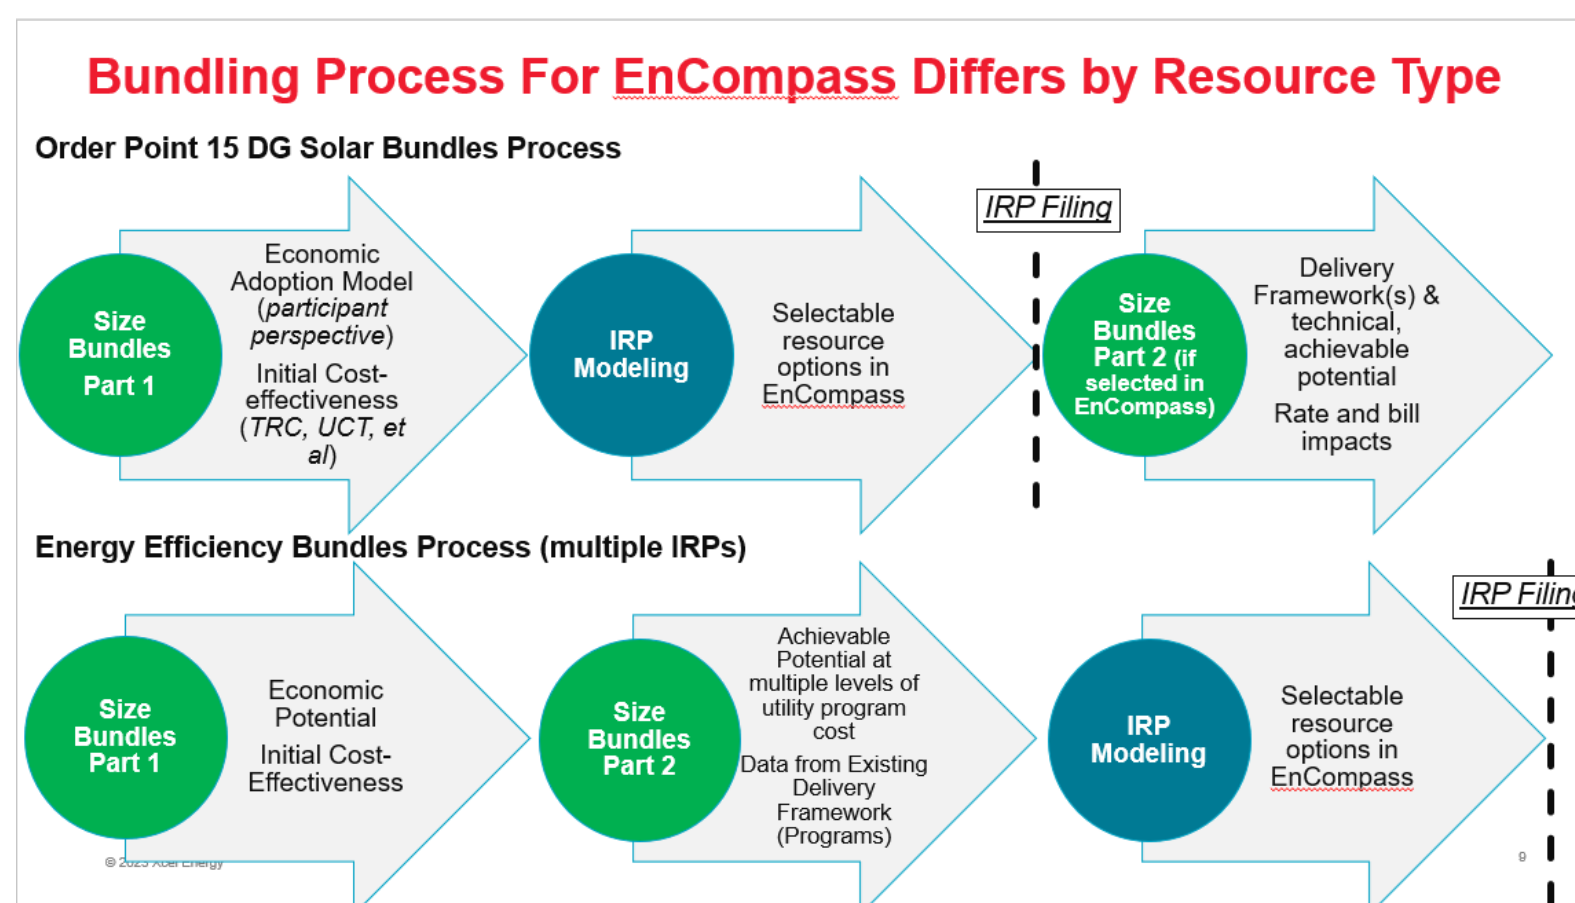 Bundling Process For EnCompass Differs by Resource Type
Order Point 15 DG Solar Bundles Process
Size
Bundles
Part 1
Economic
Adoption Model
(participant
perspective)
Initial Cost-
effectiveness
(TRC, UCT, et
al)
IRP
Modeling
Selectable
resource
options in
EnCompass
IRP Filing
Size
Bundles
Part 2 (if
selected in
EnCompass)
Delivery
Framework(s) &
technical,
achievable
potential
Rate and bill
impacts
Energy Efficiency Bundles Process (multiple IRPs)
Size
Bundles
Part 1
Economic
Potential
Initial Cost-
Effectiveness
Size
Bundles
Part 2
Achievable
Potential at
multiple levels of
utility program
cost
Data from Existing
Delivery
Framework
(Programs)
IRP
Modeling
Selectable
resource
options in
EnCompass
IRP Filing
© 2023 Xcel Energy
9